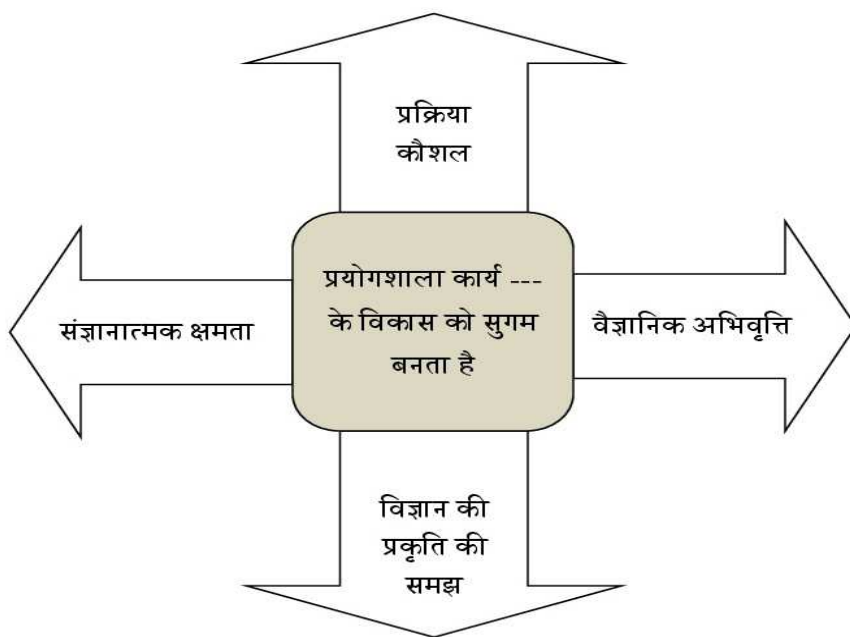 प्रक्रिया
कौशल
संज्ञानात्मक क्षमता
प्रयोगशाला कार्य ---
के विकास को सुगम
बनता है
वैज्ञानिक अभिवृत्ति
विज्ञान की
प्रकृति की
समझ